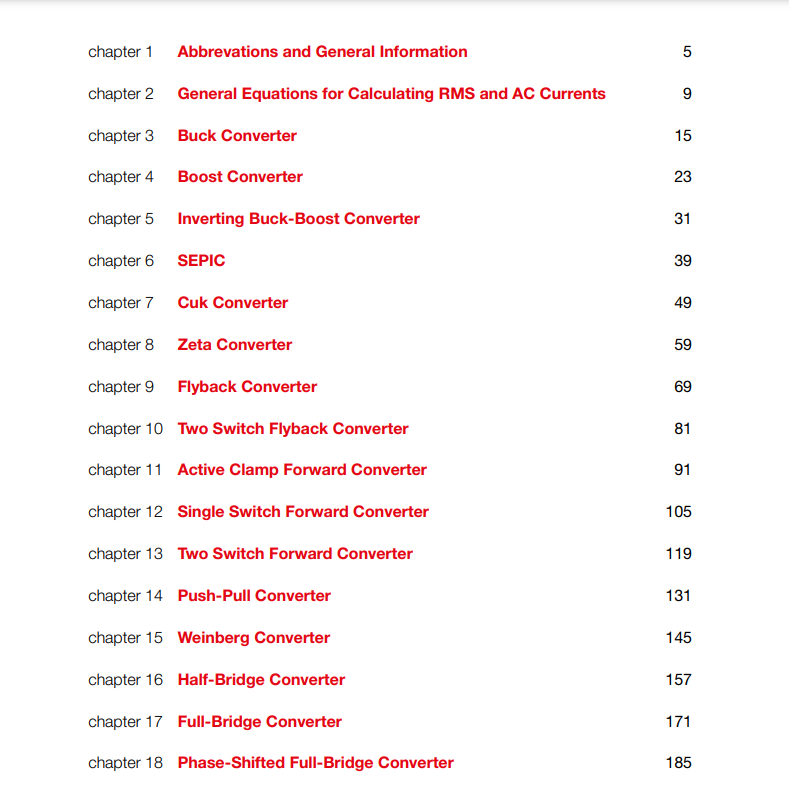 chapter 1 Abbrevations and General Information 5
chapter 2 General Equations for Calculating RMS and AC Currents 9
chapter 3 Buck Converter 15
chapter 4 Boost Converter 23
chapter 5 Inverting Buck-Boost Converter 31
chapter 6 SEPIC 39
chapter 7 Cuk Converter 49
chapter 8 Zeta Converter 59
chapter 9 Flyback Converter 69
chapter 10 Two Switch Flyback Converter 81
chapter 11 Active Clamp Forward Converter 91
chapter 12 Single Switch Forward Converter 105
chapter 13 Two Switch Forward Converter 119
chapter 14 Push-Pull Converter 131
chapter 15 Weinberg Converter 145
chapter 16 Half-Bridge Converter 157
chapter 17 Full-Bridge Converter 171
chapter 18 Phase-Shifted Full-Bridge Converter 185